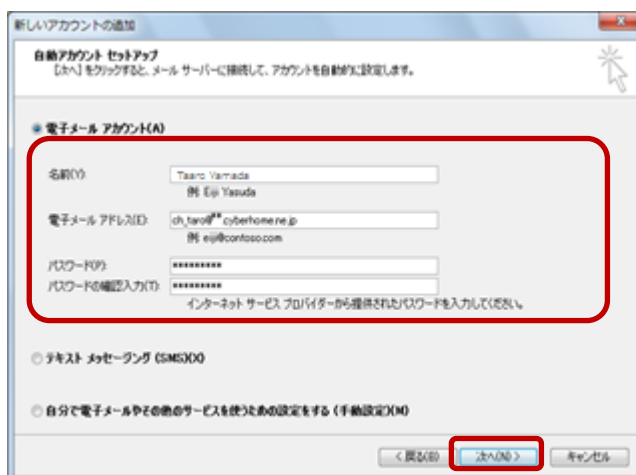 新しいアカウントの追加
自動アカウント セットアップ
[次へ] をクリックすると、メール サーバーに接続して、アカウントを自動的に設定します。
電子メール アカウント(A)
名前(Y):
Taaro Yamada
例: Eiji Yasuda
電子メール アドレス(E):
ch_taro@**.cyberhome.ne.jp
例: eiji@contoso.com
パスワード(P):
*********
パスワードの確認入力(T):
*********
インターネット サービス プロバイダーから提供されたパスワードを入力してください。
テキスト メッセージング (SMS)(X)
自分で電子メールやその他のサービスを使うための設定をする (手動設定)(M)
< 戻る(B)
次へ(N) >
キャンセル